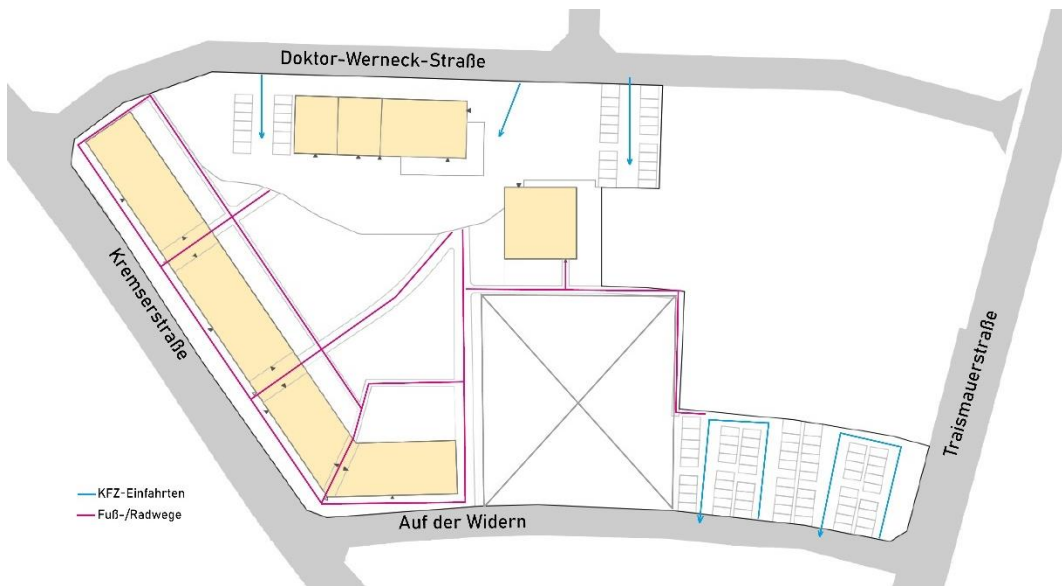 Doktor-Werneck-Straße
Kremserstraße
Traismauerstraße
KFZ-Einfahrten
Fuß-/Radwege
Auf der Widern